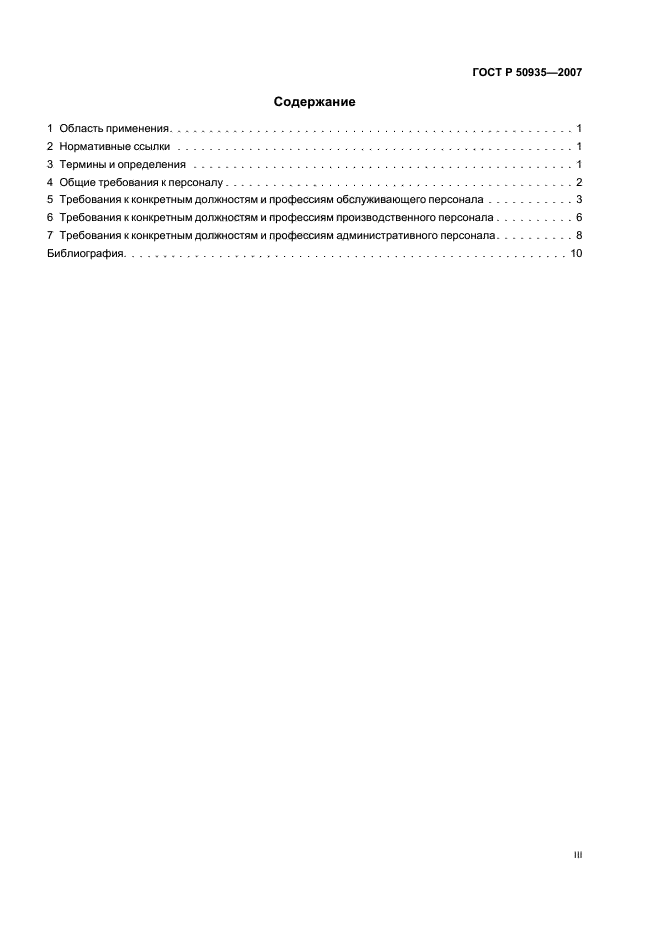 ГОСТ Р 50935—2007
Содержание
1 Область применения. . . . . . . . . . . . . . . . . . . . . . . . . . . . . . . . . . . . . . . . 1
2 Нормативные ссылки . . . . . . . . . . . . . . . . . . . . . . . . . . . . . . . . . . . . . . . . 1
3 Термины и определения . . . . . . . . . . . . . . . . . . . . . . . . . . . . . . . . . . . . . . 1
4 Общие требования к персоналу . . . . . . . . . . . . . . . . . . . . . . . . . . . . . . . . . . . 2
5 Требования к конкретным должностям и профессиям обслуживающего персонала . . . . . . . . . . . 3
6 Требования к конкретным должностям и профессиям производственного персонала . . . . . . . . . . 6
7 Требования к конкретным должностям и профессиям административного персонала. . . . . . . . . . 8
Библиография. . . . . . . . . . . . . . . . . . . . . . . . . . . . . . . . . . . . . . . . . . . . 10
III